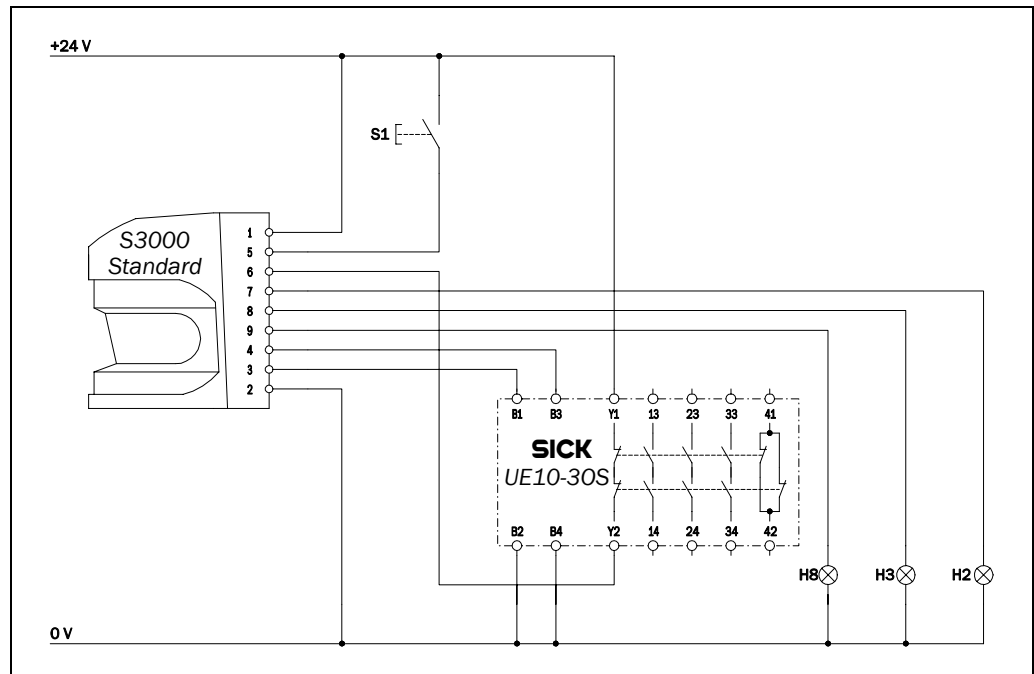 +24 V
S1
S3000
Standard
1
5
6
7
8
9
4
3
2
B1 B3 Y1 13 23 33 41
SICK
UE10-30S
B2 B4 Y2 14 24 34 42
H8 H3 H2
0 V